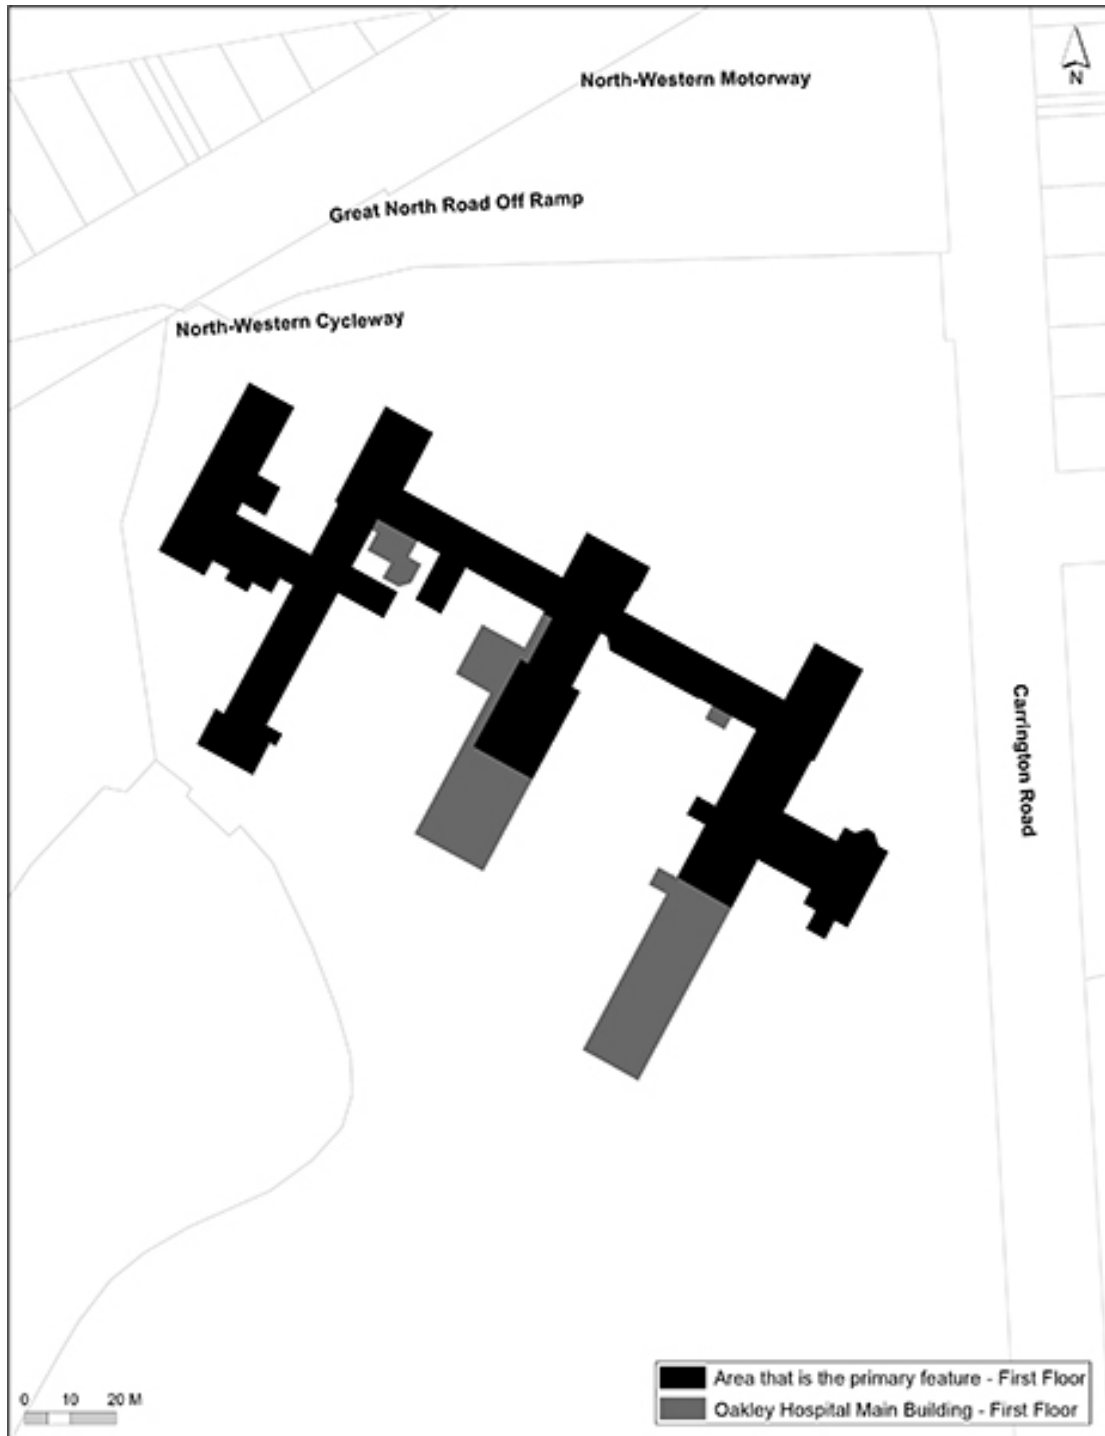 North-Western Motorway
N
Great North Road Off Ramp
North-Western Cycleway
Carrington Road
0 10 20 M
Area that is the primary feature - First Floor
Oakley Hospital Main Building - First Floor